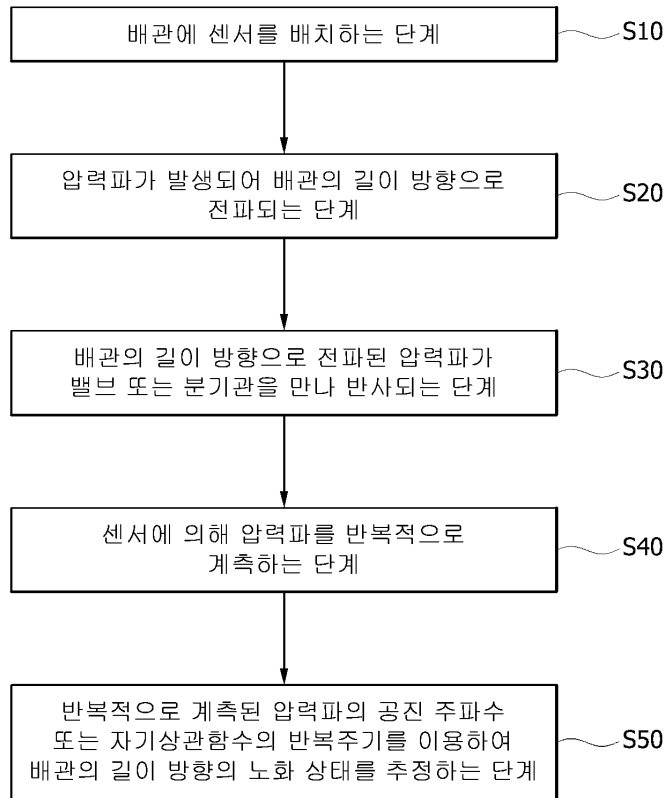 배관에 센서를 배치하는 단계
S10
압력파가 발생되어 배관의 길이 방향으로
전파되는 단계
S20
배관의 길이 방향으로 전파된 압력파가
밸브 또는 분기관을 만나 반사되는 단계
S30
센서에 의해 압력파를 반복적으로
계측하는 단계
S40
반복적으로 계측된 압력파의 공진 주파수
또는 자기상관함수의 반복주기를 이용하여
배관의 길이 방향의 노화 상태를 추정하는 단계
S50